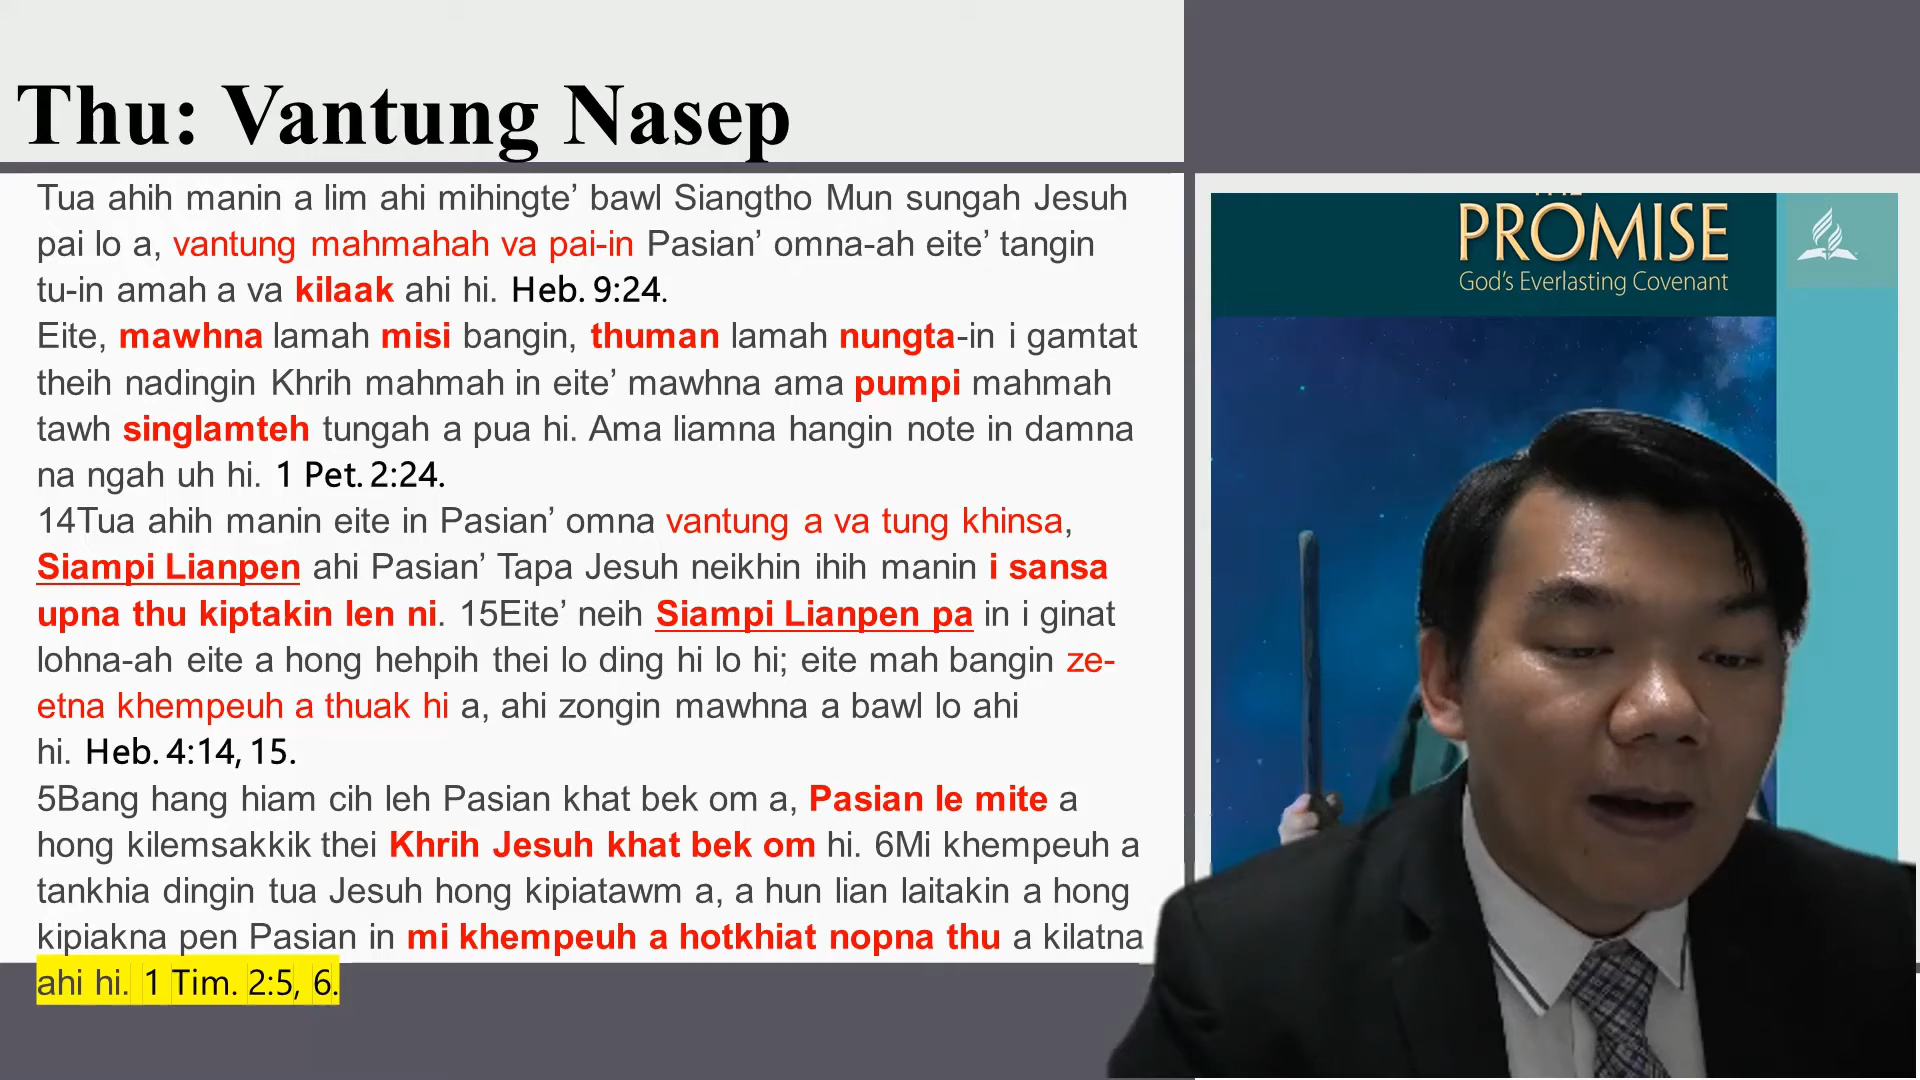 Thu: Vantung Nasep
Tua ahih manin a lim ahi mihingte’ bawl Siangtho Mun sungah Jesuh
pai lo a, vantung mahmahah va pai-in Pasian’ omna-ah eite’ tangin
tu-in amah a va kilaak ahi hi. Heb. 9:24.
Eite, mawhna lamah misi bangin, thuman lamah nungta-in i gamtat
theih nadingin Khrih mahmah in eite’ mawhna ama pumpi mahmah
tawh singlamteh tungah a pua hi. Ama liamna hangin note in damna
na ngah uh hi. 1 Pet. 2:24.
14Tua ahih manin eite in Pasian’ omna vantung a va tung khinsa,
Siampi Lianpen ahi Pasian’ Tapa Jesuh neikhin ihih manin i sansa
upna thu kiptakin len ni. 15Eite’ neih Siampi Lianpen pa in i ginat
lohna-ah eite a hong hehpih thei lo ding hi lo hi; eite mah bangin ze-
etna khempeuh a thuak hi a, ahi zongin mawhna a bawl lo ahi
hi. Heb. 4:14, 15.
5Bang hang hiam cih leh Pasian khat bek om a, Pasian le mite a
hong kilemsakkik thei Khrih Jesuh khat bek om hi. 6Mi khempeuh a
tankhia dingin tua Jesuh hong kipiatawm a, a hun lian laitakin a hong
kipiakna pen Pasian in mi khempeuh a hotkhiat nopna thu a kilatna
ahi hi. 1 Tim. 2:5, 6.
PROMISE
God’s Everlasting Covenant